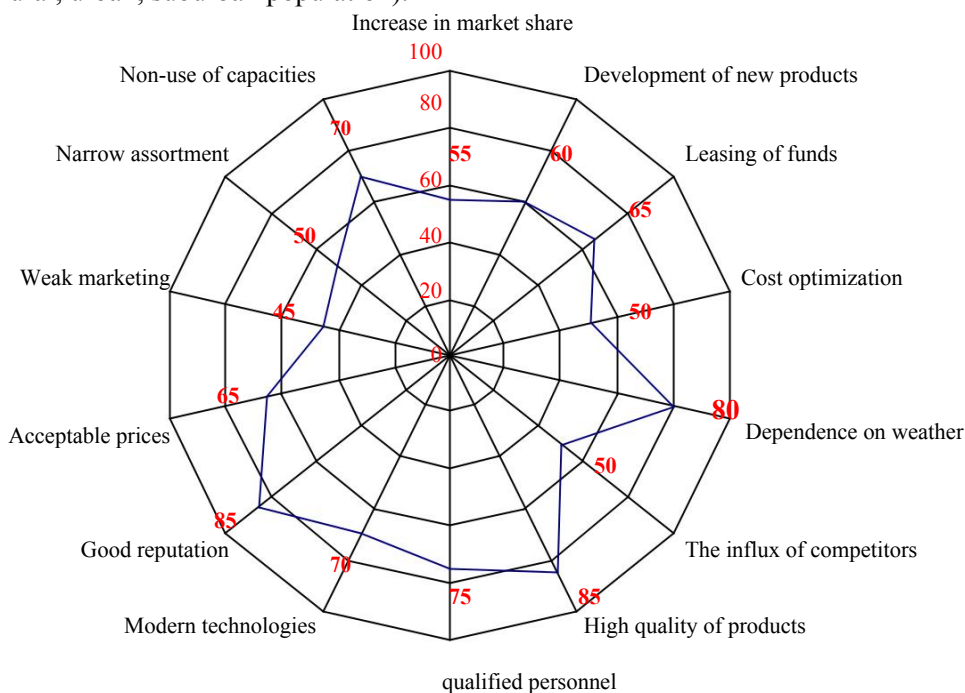 Increase in market share
100
Non-use of capacities
Development of new products
80
70
55
60
Narrow assortment
Leasing of funds
60
65
50
40
Weak marketing
Cost optimization
20
45
50
0
65
80
Acceptable prices
Dependence on weather
50
85
Good reputation
The influx of competitors
70
75
85
Modern technologies
High quality of products
qualified personnel